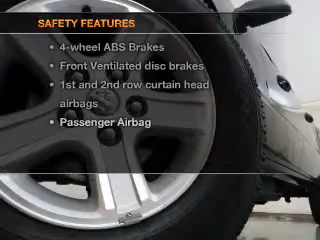 SAFETY FEATURES
• 4-wheel ABS Brakes
• Front Ventilated disc brakes
• 1st and 2nd row curtain head
airbags
• Passenger Airbag